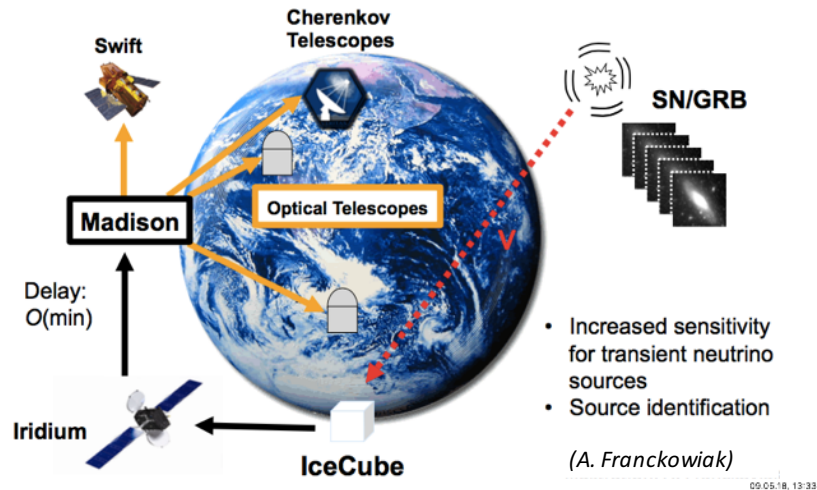 Cherenkov
Telescopes
Swift
SN/GRB
Optical Telescopes
Madison
ν
Delay:
O(min)
• Increased sensitivity
for transient neutrino
sources
• Source identification
Iridium
IceCube
(A. Franckowiak)
09.05.18, 13:33